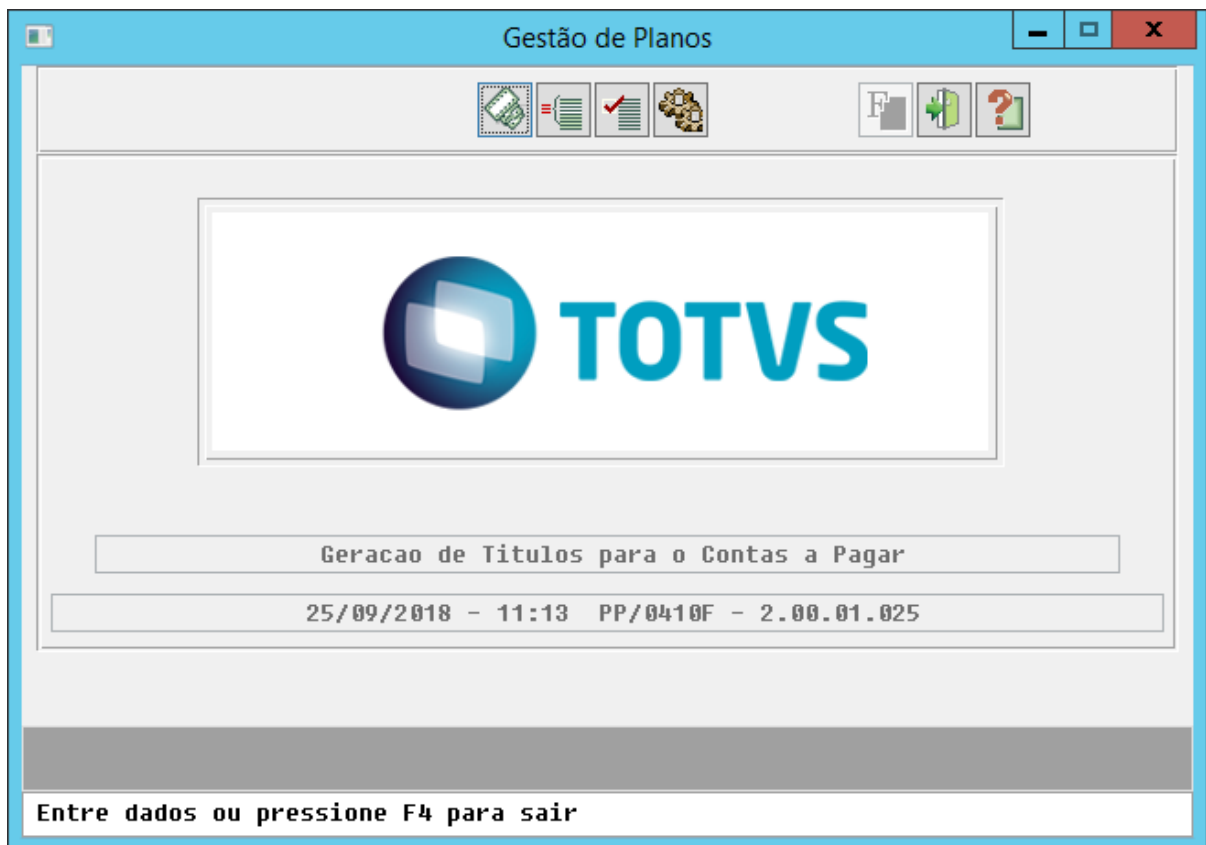 Gestão de Planos
F
TOTVS
Geracao de Titulos para o Contas a Pagar
25/09/2018 - 11:13 PP/0410F - 2.00.01.025
Entre dados ou pressione F4 para sair